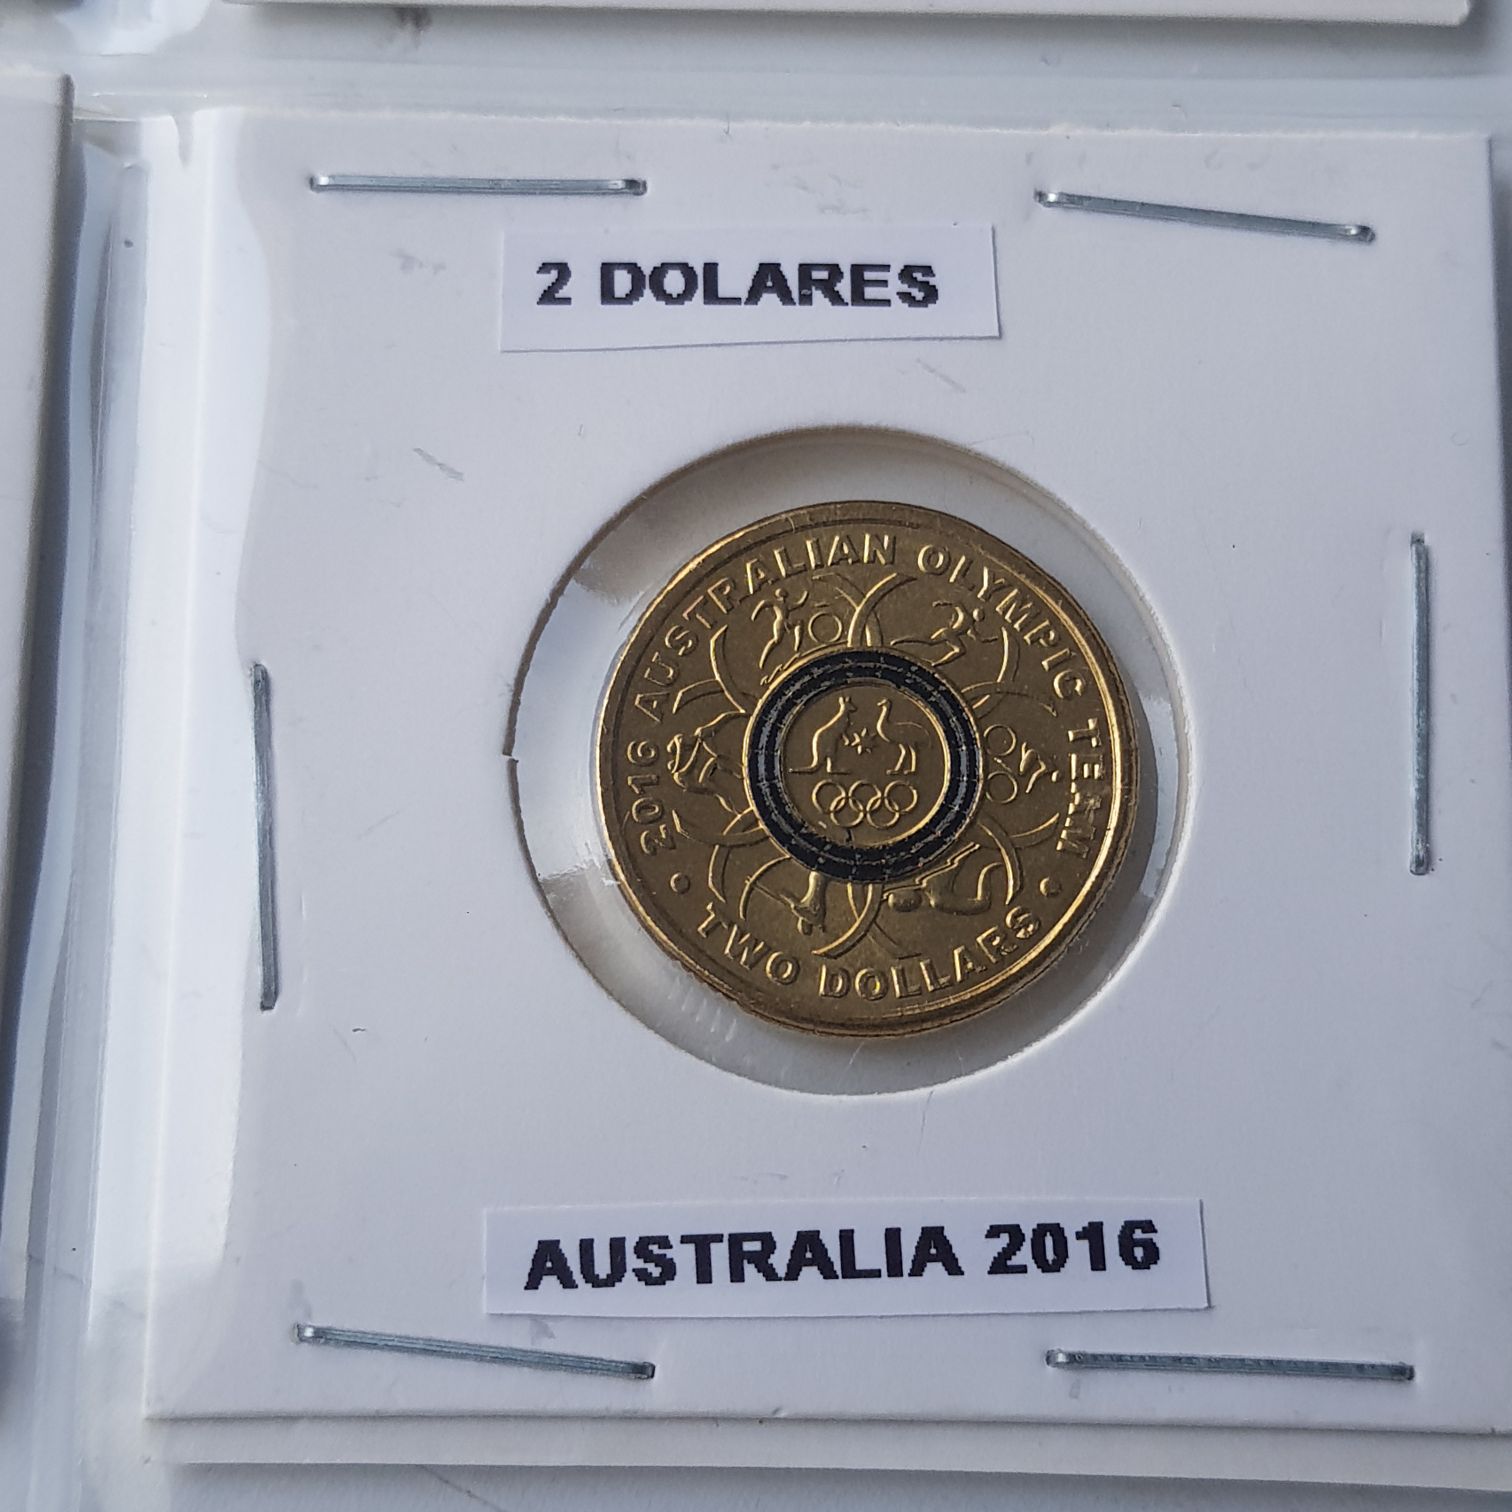 2 DOLARES
2016 AUSTRALIAN OLYMPIC TEAM
• TWO DOLLARS •
AUSTRALIA 2016